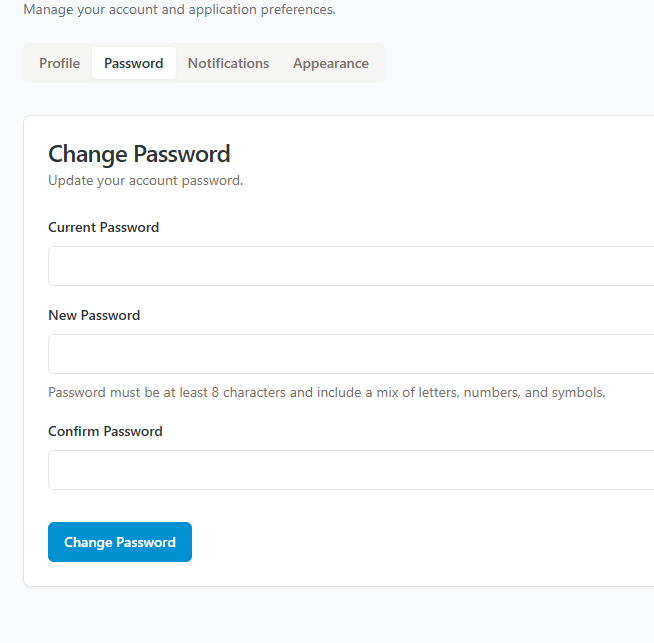 Manage your account and application preferences.
Profile Password Notifications Appearance
Change Password
Update your account password.
Current Password
New Password
Password must be at least 8 characters and include a mix of letters, numbers, and symbols.
Confirm Password
Change Password